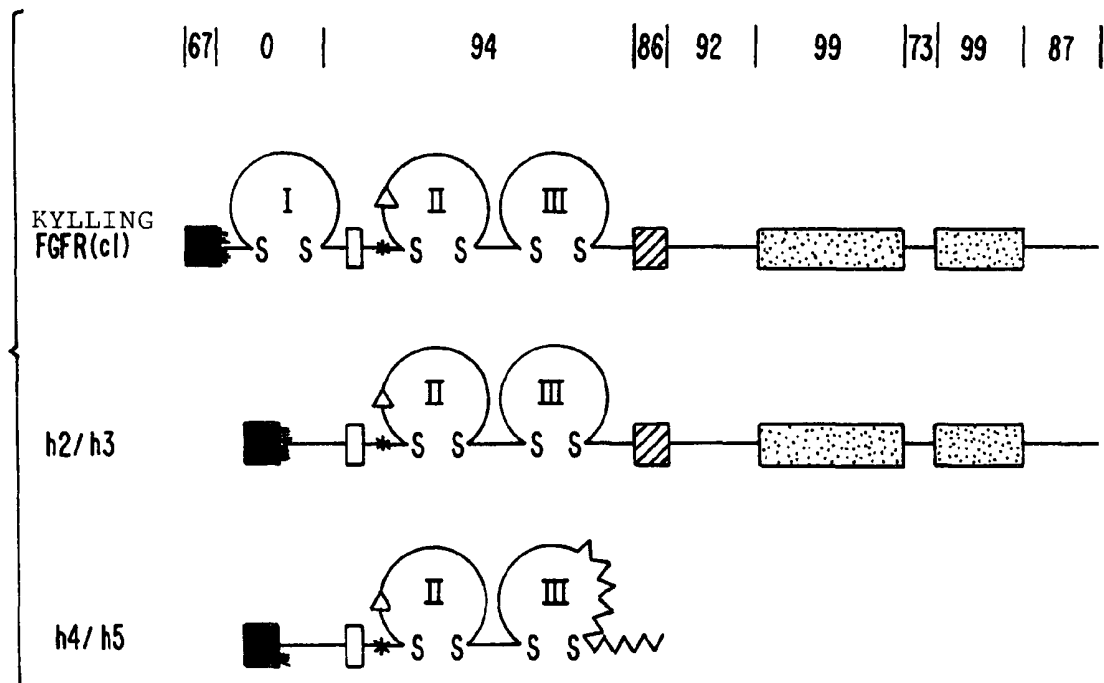 |67| 0 | 94 |86| 92 | 99 |73| 99 | 87 |
I II III
KYLLING
FGFR(cl)
S S * S S S S
II III
h2/h3
* S S S S
II III
h4/h5
* S S S S